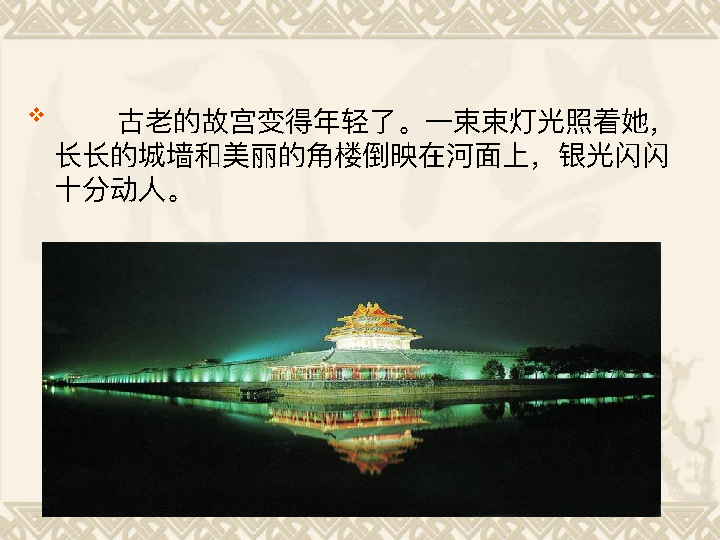 古老的故宫变得年轻了。一束束灯光照着她，
长长的城墙和美丽的角楼倒映在河面上，银光闪闪
十分动人。